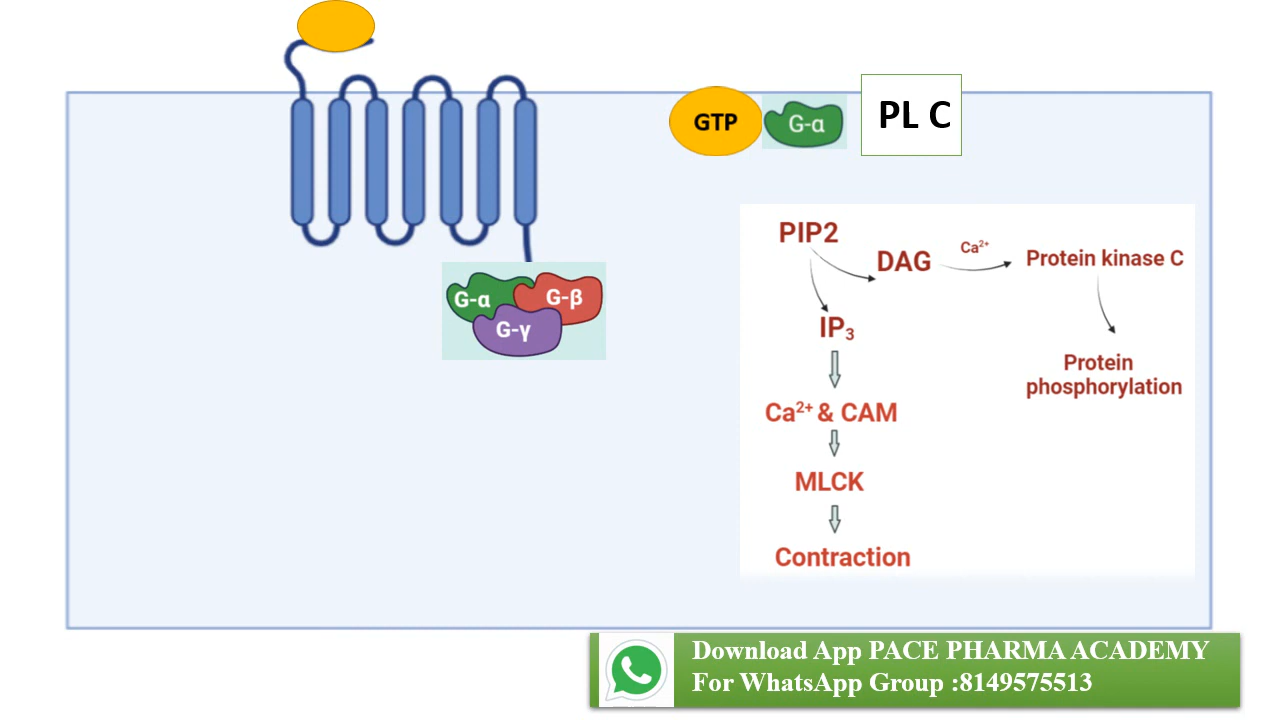 GTP
G-α
PL C
G-α
G-β
G-γ
PIP2
DAG
Ca²⁺
Protein kinase C
IP₃
Protein
phosphorylation
Ca²⁺ & CAM
MLCK
Contraction
Download App PACE PHARMA ACADEMY
For WhatsApp Group :8149575513